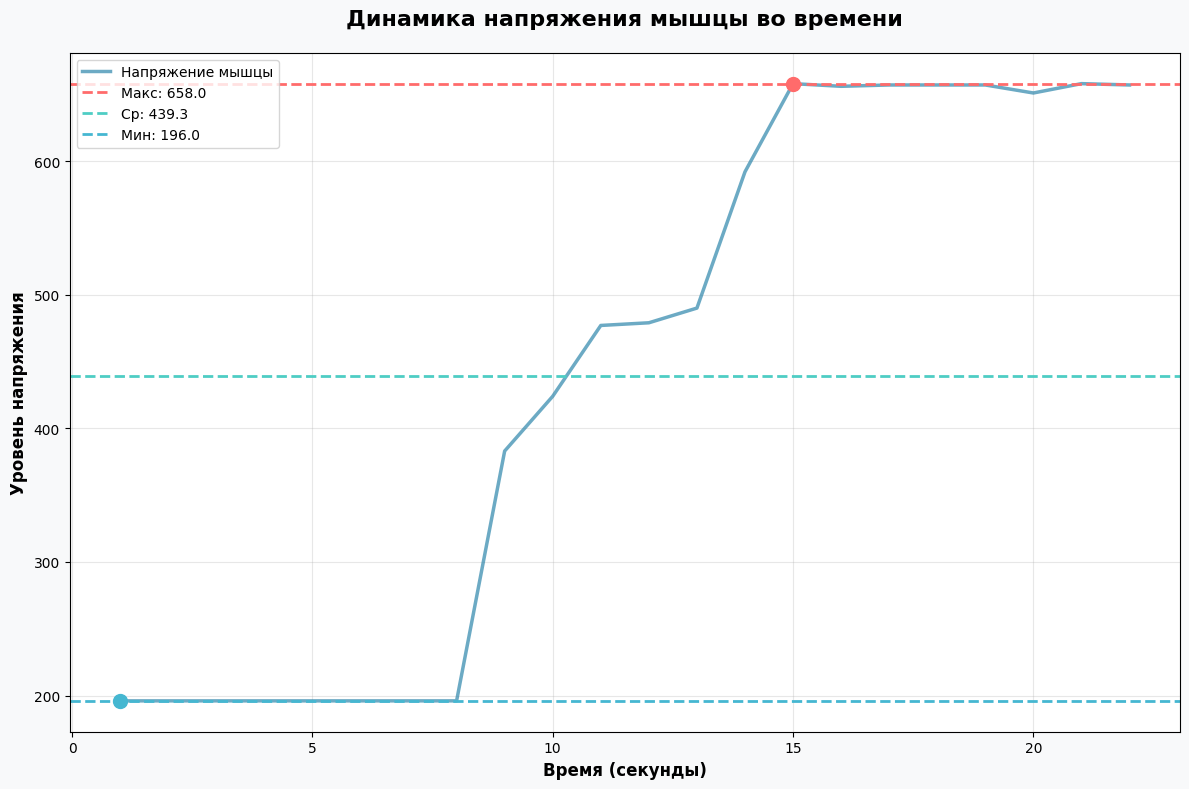 Динамика напряжения мышцы во времени
Напряжение мышцы
Макс: 658.0
Ср: 439.3
Мин: 196.0
Уровень напряжения
600
500
400
300
200
0 5 10 15 20
Время (секунды)